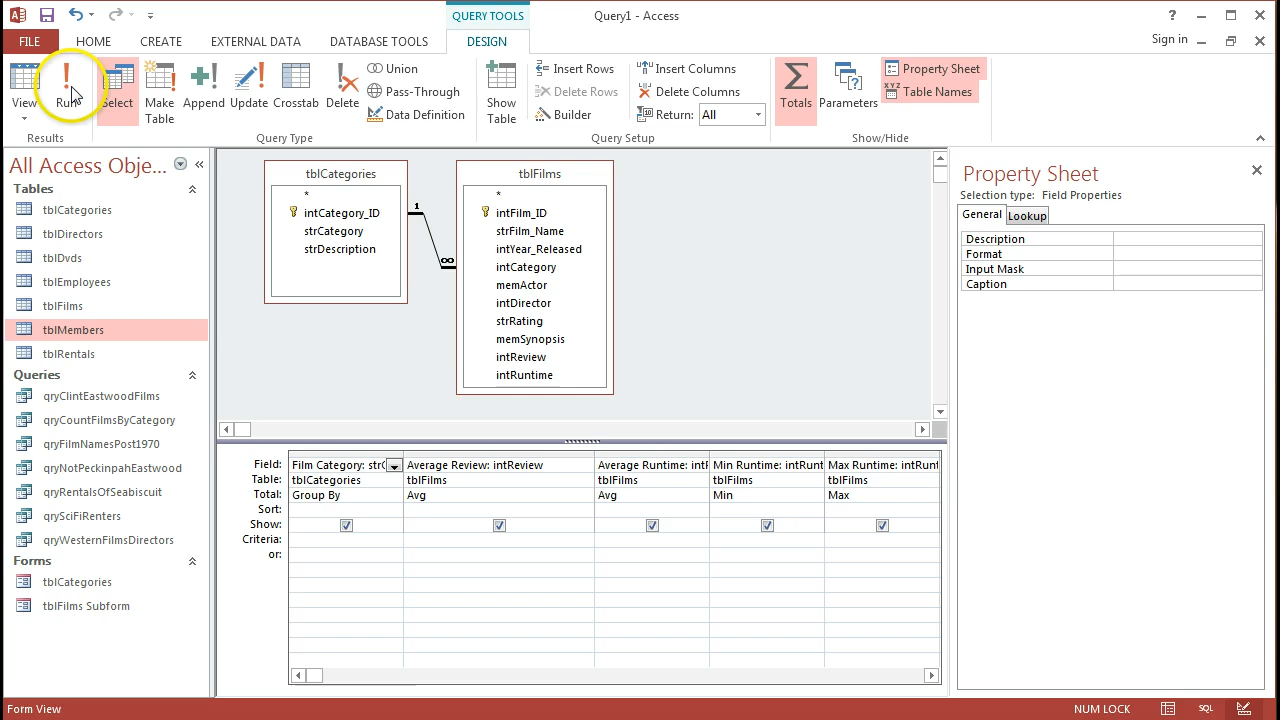 QUERY TOOLS
Query1 - Access
?
FILE
HOME
CREATE
EXTERNAL DATA
DATABASE TOOLS
DESIGN
Sign in
View
Run
Select
Make
Table
Append
Update
Crosstab
Delete
Union
Pass-Through
Data Definition
Show
Table
Insert Rows
Delete Rows
Builder
Insert Columns
Delete Columns
Return: All
Totals
Parameters
Property Sheet
Table Names
Results
Query Type
Query Setup
Show/Hide
All Access Obje...
Tables
tblCategories
tblDirectors
tblDvds
tblEmployees
tblFilms
tblMembers
tblRentals
Queries
qryClintEastwoodFilms
qryCountFilmsByCategory
qryFilmNamesPost1970
qryNotPeckinpahEastwood
qryRentalsOfSeabiscuit
qrySciFiRenters
qryWesternFilmsDirectors
Forms
tblCategories
tblFilms Subform
tblCategories
*
intCategory_ID
strCategory
strDescription
1
∞
tblFilms
*
intFilm_ID
strFilm_Name
intYear_Released
intCategory
memActor
intDirector
strRating
memSynopsis
intReview
intRuntime
Property Sheet
Selection type: Field Properties
General
Lookup
Description
Format
Input Mask
Caption
Field: Film Category: strC Average Review: intReview Average Runtime: intR Min Runtime: intRunt Max Runtime: intRunt
Table: tblCategories tblFilms tblFilms tblFilms tblFilms
Total: Group By Avg Avg Min Max
Sort:
Show:
Criteria:
or:
Form View
NUM LOCK
SQL